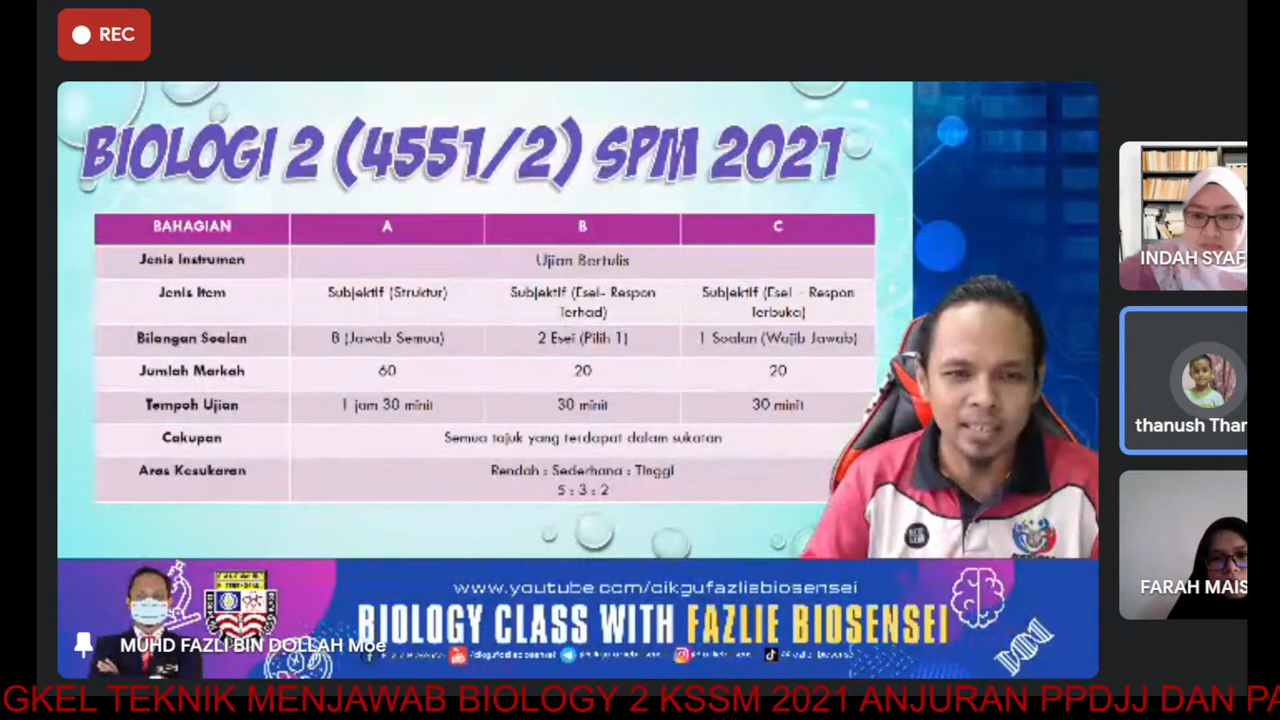 REC
BIOLOGI 2 (4551/2) SPM 2021
BAHAGIAN A B C
Jenis Instrumen Ujian Bertulis
Jenis Item Subjektif (Struktur) Subjektif (Esei- Respon Terhad) Subjektif (Esei - Respon Terbuka)
Bilangan Soalan 8 (Jawab Semua) 2 Esei (Pilih 1) 1 Soalan (Wajib Jawab)
Jumlah Markah 60 20 20
Tempoh Ujian 1 jam 30 minit 30 minit 30 minit
Cakupan Semua tajuk yang terdapat dalam sukatan
Aras Kesukaran Rendah : Sederhana : Tinggi
5 : 3 : 2
INDAH SYAF
thanush Thar
FARAH MAIS
www.youtube.com/cikgufazliebiosensei
BIOLOGY CLASS WITH FAZLIE BIOSENSEI
MUHD FAZLI BIN DOLLAH Moe
GKEL TEKNIK MENJAWAB BIOLOGY 2 KSSM 2021 ANJURAN PPDJJ DAN PA